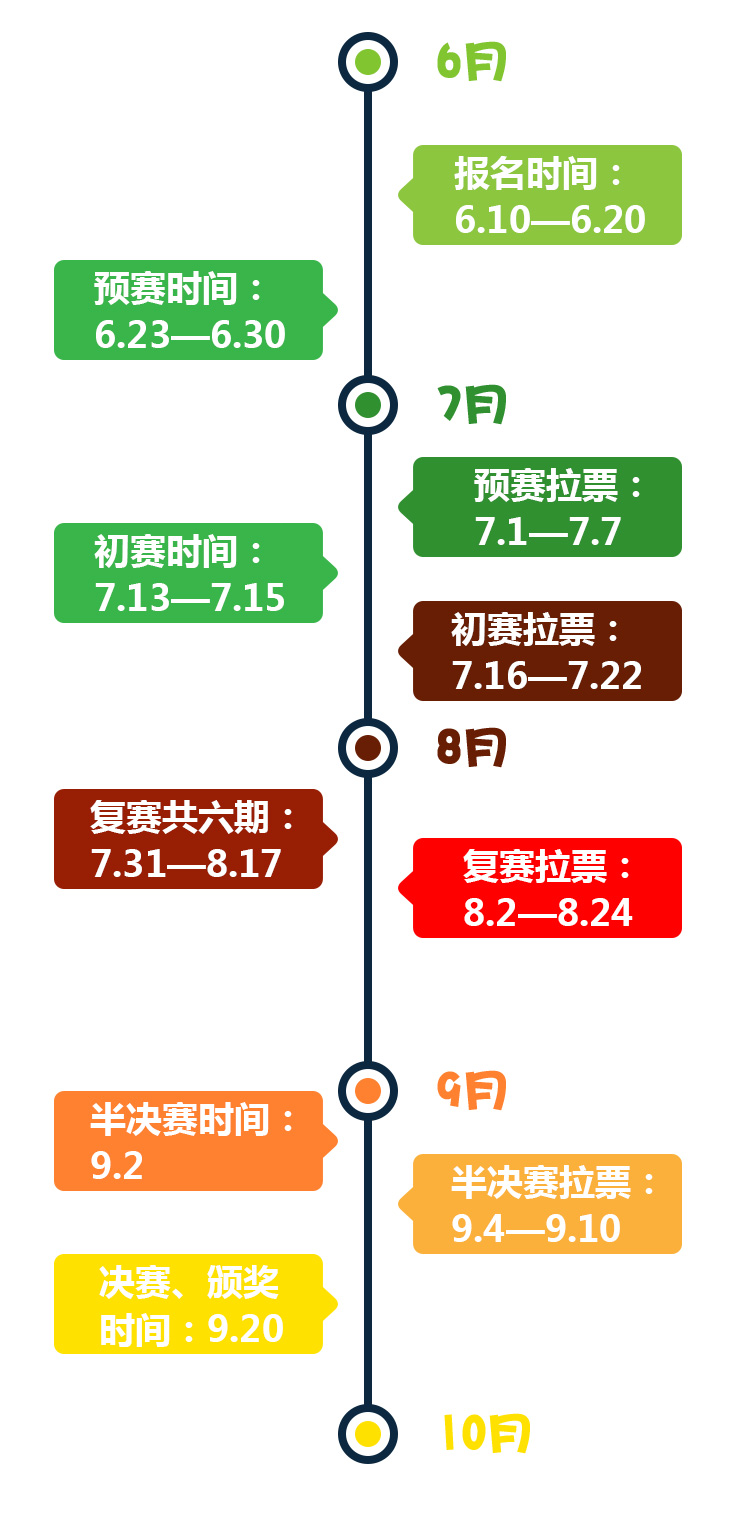 6月
报名时间：
6.10—6.20
预赛时间：
6.23—6.30
7月
预赛拉票：
7.1—7.7
初赛时间：
7.13—7.15
初赛拉票：
7.16—7.22
8月
复赛共六期：
7.31—8.17
复赛拉票：
8.2—8.24
9月
半决赛时间：
9.2
半决赛拉票：
9.4—9.10
决赛、颁奖
时间：9.20
10月